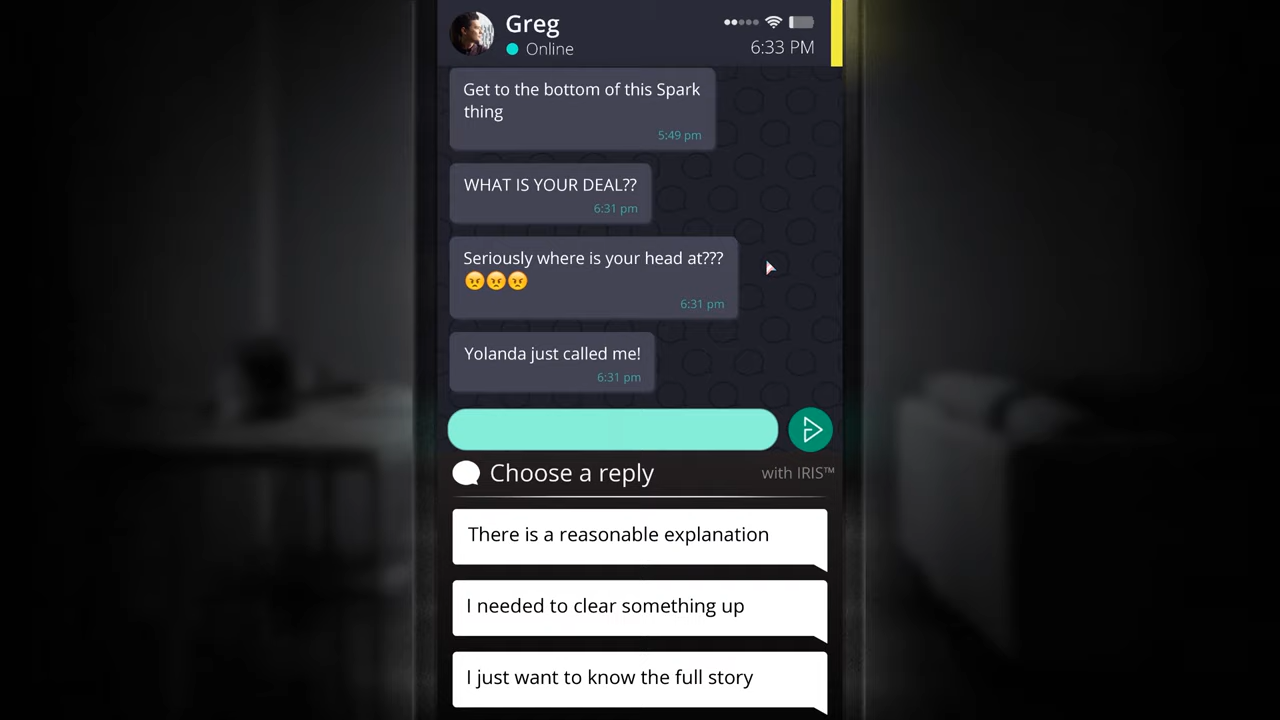 Greg
Online
6:33 PM
Get to the bottom of this Spark
thing
5:49 pm
WHAT IS YOUR DEAL??
6:31 pm
Seriously where is your head at???
😠😠😠
6:31 pm
Yolanda just called me!
6:31 pm
Choose a reply
with IRIS™
There is a reasonable explanation
I needed to clear something up
I just want to know the full story